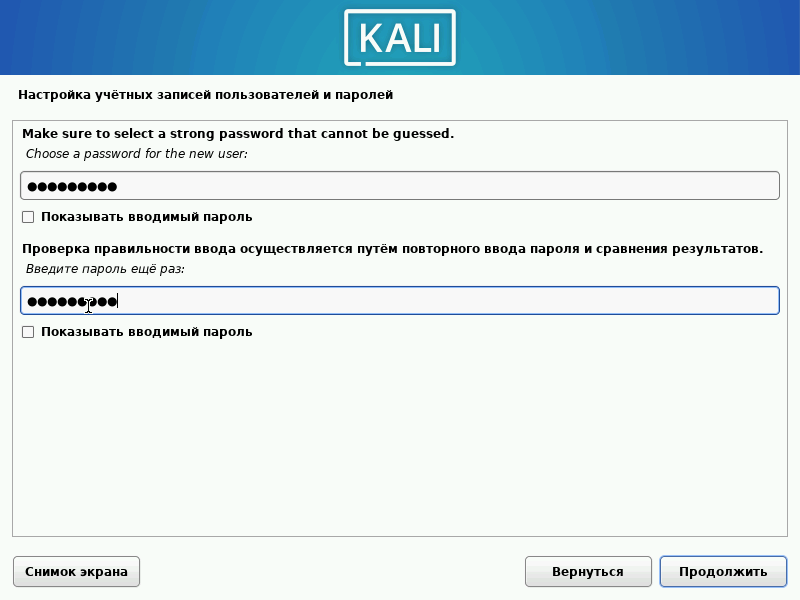 KALI
Настройка учётных записей пользователей и паролей
Make sure to select a strong password that cannot be guessed.
Choose a password for the new user:
●●●●●●●●●
Показывать вводимый пароль
Проверка правильности ввода осуществляется путём повторного ввода пароля и сравнения результатов.
Введите пароль ещё раз:
●●●●●●●●●
Показывать вводимый пароль
Снимок экрана
Вернуться
Продолжить